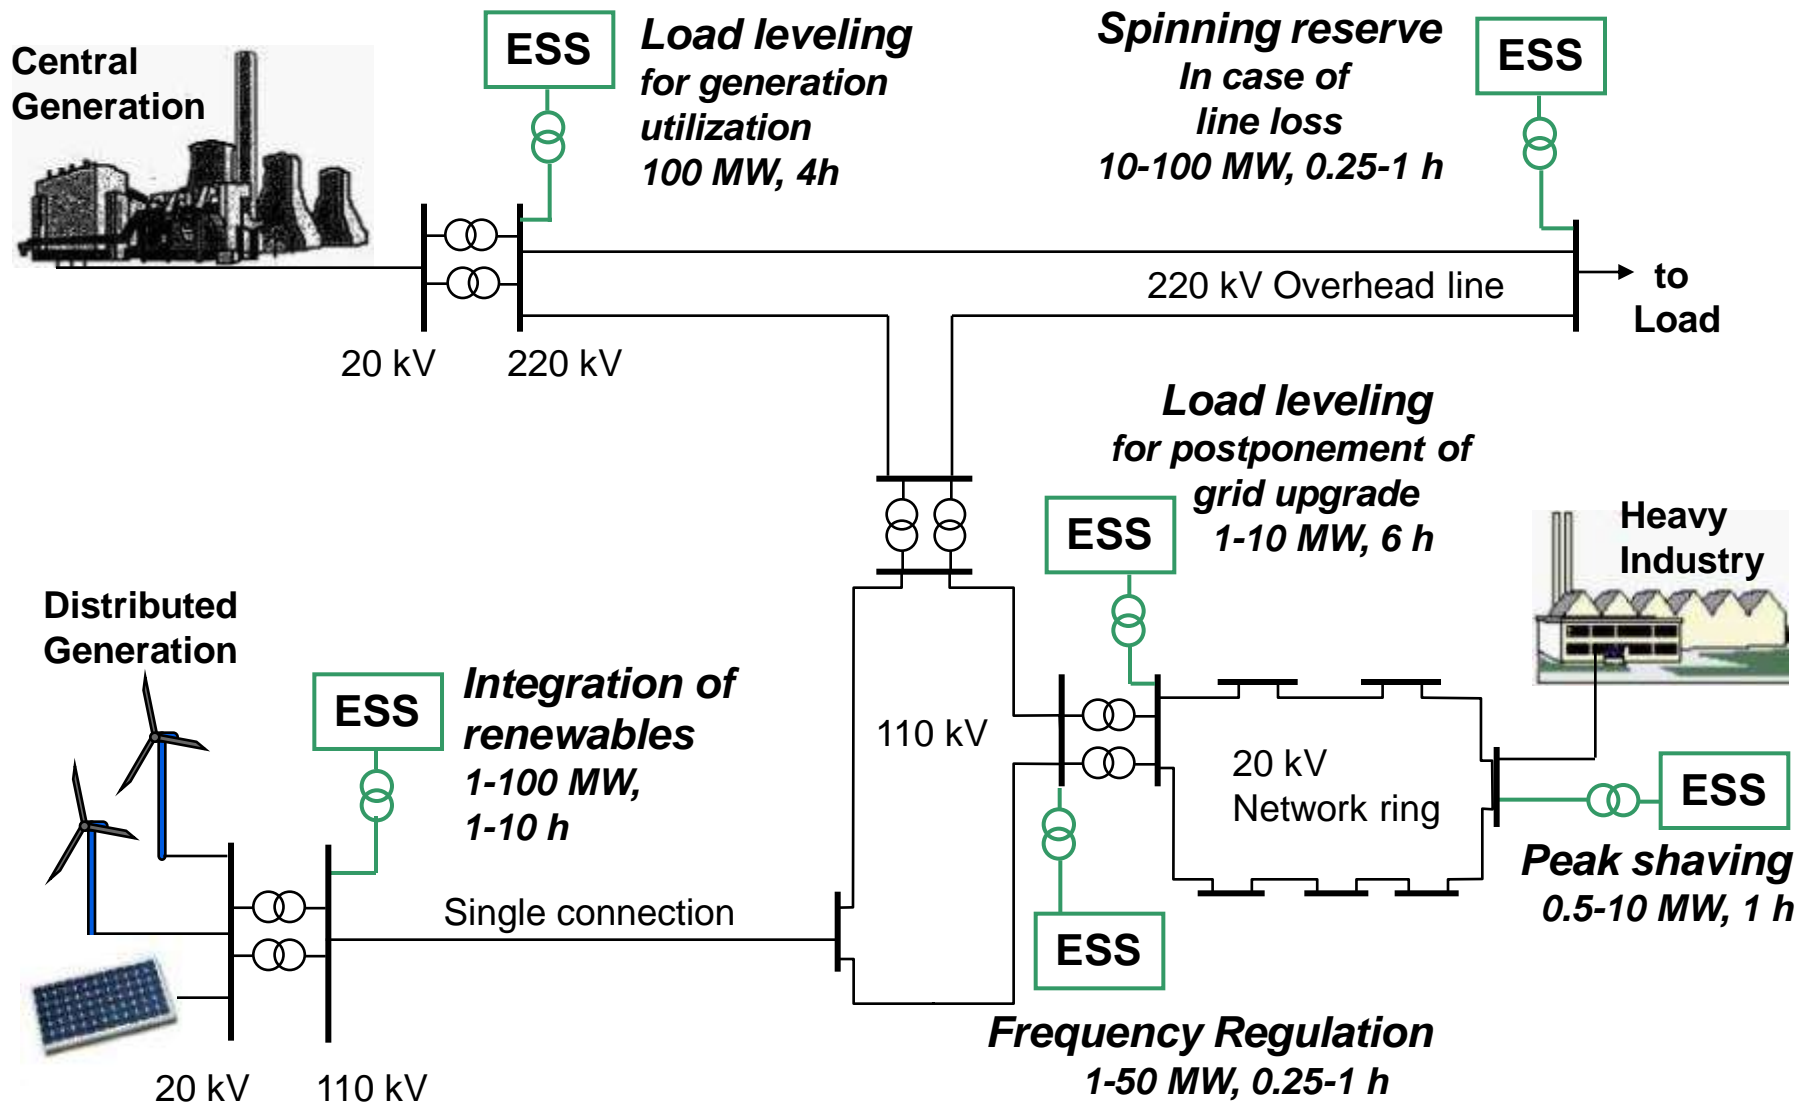 Central
Generation
ESS
Load leveling
for generation
utilization
100 MW, 4h
Spinning reserve
In case of
line loss
10-100 MW, 0.25-1 h
ESS
220 kV Overhead line
to
Load
20 kV
220 kV
Load leveling
for postponement of
grid upgrade
1-10 MW, 6 h
ESS
Heavy
Industry
Distributed
Generation
ESS
Integration of
renewables
1-100 MW,
1-10 h
110 kV
20 kV
Network ring
ESS
Peak shaving
0.5-10 MW, 1 h
Single connection
ESS
Frequency Regulation
1-50 MW, 0.25-1 h
20 kV
110 kV